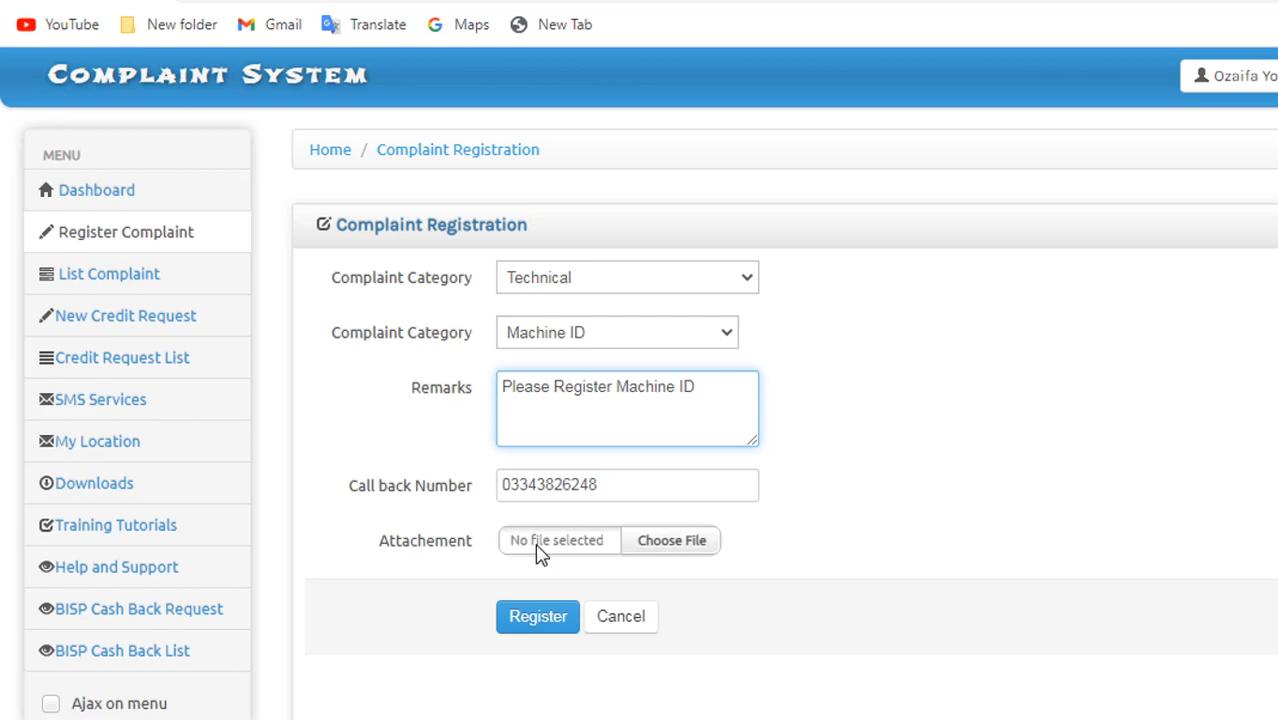 YouTube New folder Gmail Translate Maps New Tab
Complaint System
Ozaifa Yo
MENU
Dashboard
Register Complaint
List Complaint
New Credit Request
Credit Request List
SMS Services
My Location
Downloads
Training Tutorials
Help and Support
BISP Cash Back Request
BISP Cash Back List
Ajax on menu
Home / Complaint Registration
Complaint Registration
Complaint Category Technical
Complaint Category Machine ID
Remarks Please Register Machine ID
Call back Number 03343826248
Attachement No file selected Choose File
Register Cancel